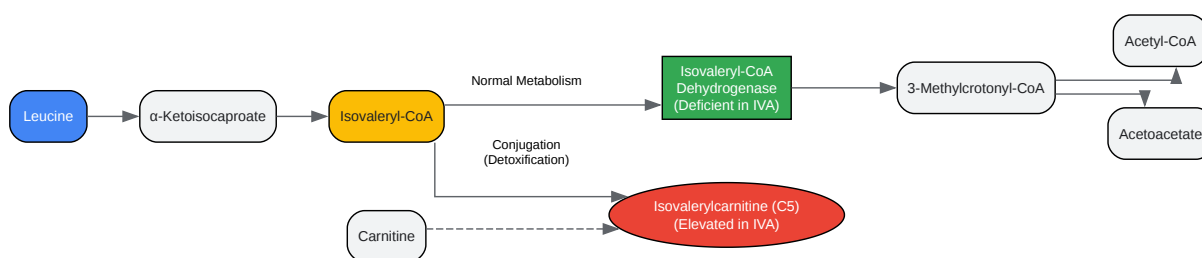 Leucine
α-Ketoisocaproate
Isovaleryl-CoA
Normal Metabolism
Isovaleryl-CoA
Dehydrogenase
(Deficient in IVA)
3-Methylcrotonyl-CoA
Acetyl-CoA
Acetoacetate
Conjugation
(Detoxification)
Isovalerylcarnitine (C5)
(Elevated in IVA)
Carnitine